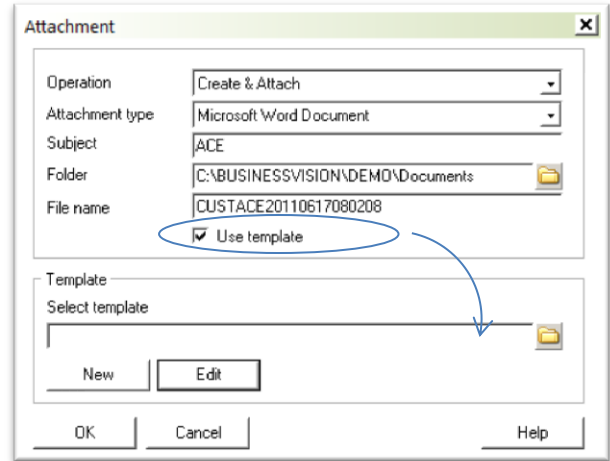 Attachment
Operation Create & Attach
Attachment type Microsoft Word Document
Subject ACE
Folder C:\BUSINESSVISION\DEMO\Documents
File name CUSTACE20110617080208
Use template
Template
Select template
New Edit
OK Cancel Help